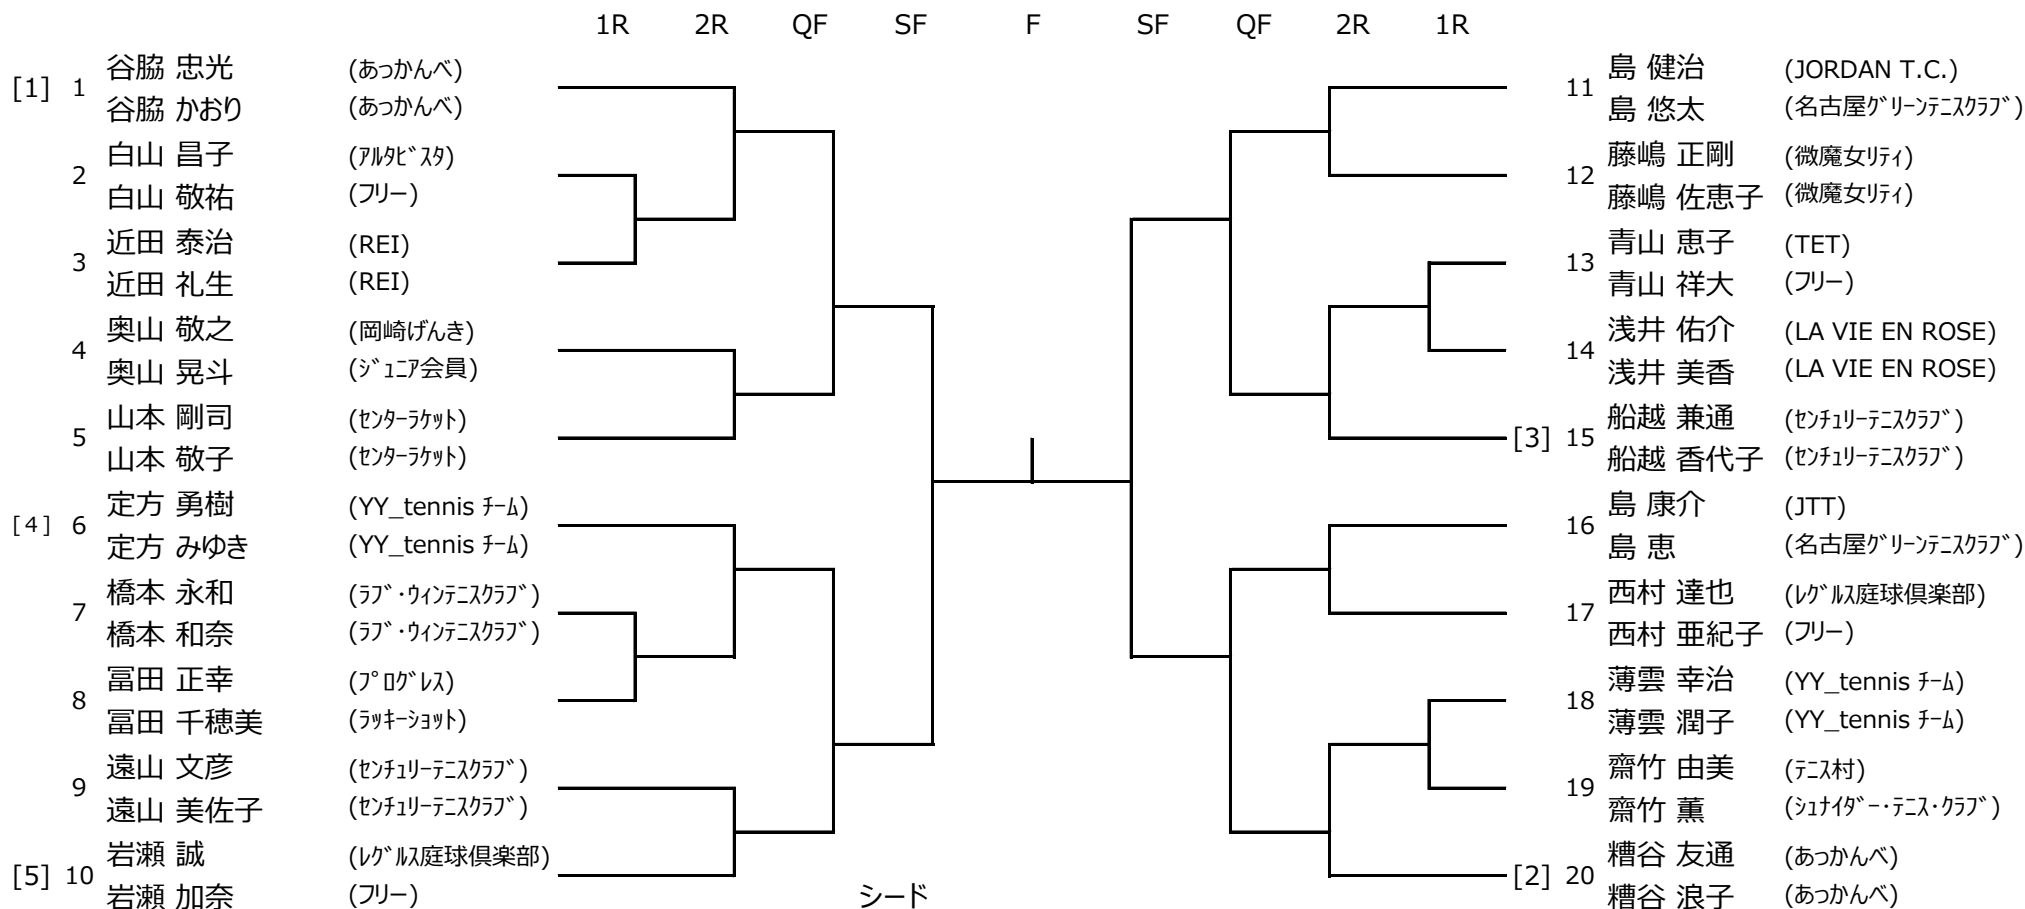 1R 2R QF SF F SF QF 2R 1R
[1] 1 谷脇 忠光 (あっかんべ)
谷脇 かおり (あっかんべ)
2 白山 昌子 (ｱﾙﾀﾋﾞｽﾀ)
白山 敬祐 (フリー)
3 近田 泰治 (REI)
近田 礼生 (REI)
4 奥山 敬之 (岡崎げんき)
奥山 晃斗 (ｼﾞｭﾆｱ会員)
5 山本 剛司 (ｾﾝﾀｰﾗｹｯﾄ)
山本 敬子 (ｾﾝﾀｰﾗｹｯﾄ)
[４] 6 定方 勇樹 (YY_tennis ﾁｰﾑ)
定方 みゆき (YY_tennis ﾁｰﾑ)
7 橋本 永和 (ﾗﾌﾞ･ｳｨﾝﾃﾆｽｸﾗﾌﾞ)
橋本 和奈 (ﾗﾌﾞ･ｳｨﾝﾃﾆｽｸﾗﾌﾞ)
8 冨田 正幸 (ﾌﾟﾛｸﾞﾚｽ)
冨田 千穂美 (ﾗｯｷｰｼｮｯﾄ)
9 遠山 文彦 (ｾﾝﾁｭﾘｰﾃﾆｽｸﾗﾌﾞ)
遠山 美佐子 (ｾﾝﾁｭﾘｰﾃﾆｽｸﾗﾌﾞ)
[5] 10 岩瀬 誠 (ﾚｸﾞﾙｽ庭球倶楽部)
岩瀬 加奈 (フリー)
シード
11 島 健治 (JORDAN T.C.)
島 悠太 (名古屋ｸﾞﾘｰﾝﾃﾆｽｸﾗﾌﾞ)
12 藤嶋 正剛 (微魔女ﾘﾃｨ)
藤嶋 佐恵子 (微魔女ﾘﾃｨ)
13 青山 恵子 (TET)
青山 祥大 (フリー)
14 浅井 佑介 (LA VIE EN ROSE)
浅井 美香 (LA VIE EN ROSE)
[3] 15 船越 兼通 (ｾﾝﾁｭﾘｰﾃﾆｽｸﾗﾌﾞ)
船越 香代子 (ｾﾝﾁｭﾘｰﾃﾆｽｸﾗﾌﾞ)
16 島 康介 (JTT)
島 恵 (名古屋ｸﾞﾘｰﾝﾃﾆｽｸﾗﾌﾞ)
17 西村 達也 (ﾚｸﾞﾙｽ庭球倶楽部)
西村 亜紀子 (フリー)
18 薄雲 幸治 (YY_tennis ﾁｰﾑ)
薄雲 潤子 (YY_tennis ﾁｰﾑ)
19 齋竹 由美 (ﾃﾆｽ村)
齋竹 薫 (ｼｭﾅｲﾀﾞｰ･ﾃﾆｽ･ｸﾗﾌﾞ)
[2] 20 糟谷 友通 (あっかんべ)
糟谷 浪子 (あっかんべ)